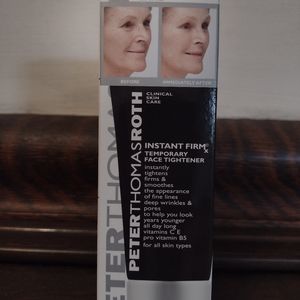 BEFORE
IMMEDIATELY AFTER
PETER THOMAS ROTH
CLINICAL
SKIN
CARE
INSTANT FIRMx
TEMPORARY
FACE TIGHTENER
instantly
tightens
firms &
smoothes
the appearance
of fine lines
deep wrinkles &
pores
to help you look
years younger
all day long
vitamins C E
pro vitamin B5
for all skin types
PETERTHOMA